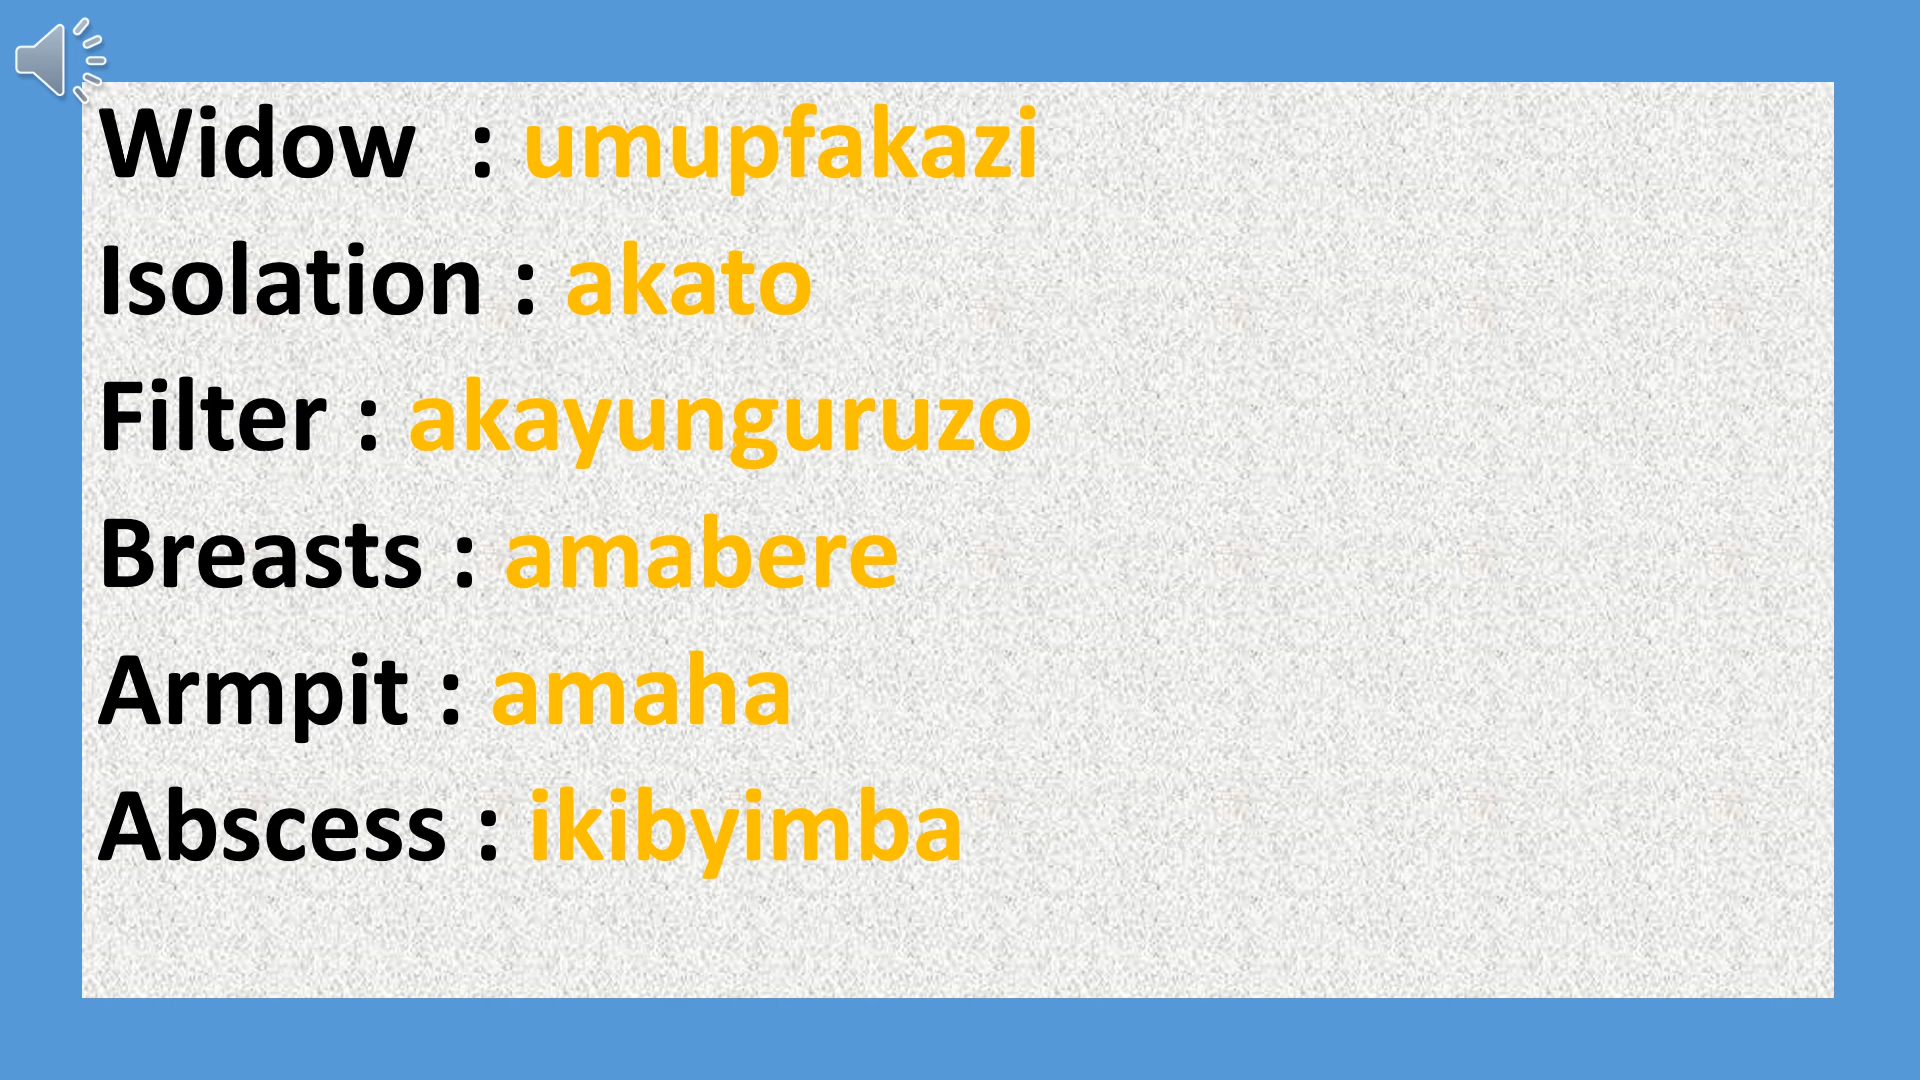 Widow : umupfakazi
Isolation : akato
Filter : akayunguruzo
Breasts : amabere
Armpit : amaha
Abscess : ikibyimba